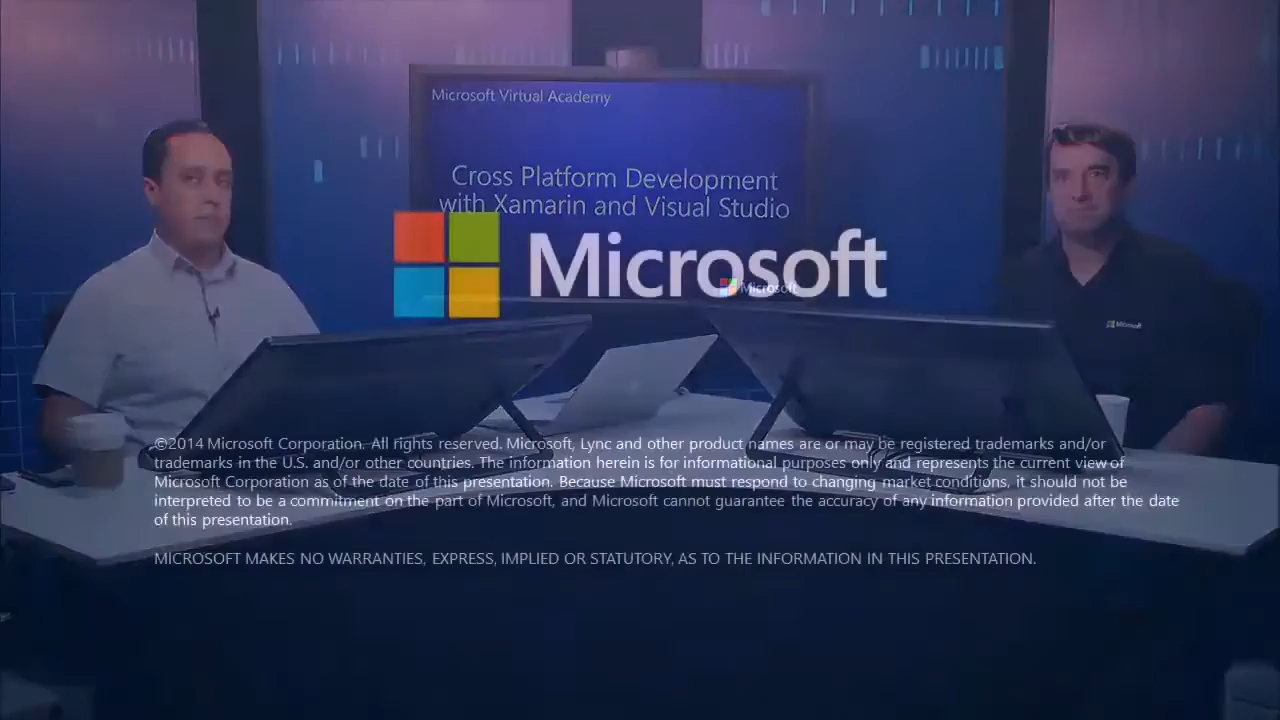 Microsoft Virtual Academy
Cross Platform Development
with Xamarin and Visual Studio
Microsoft
Microsoft
Microsoft
©2014 Microsoft Corporation. All rights reserved. Microsoft, Lync and other product names are or may be registered trademarks and/or
trademarks in the U.S. and/or other countries. The information herein is for informational purposes only and represents the current view of
Microsoft Corporation as of the date of this presentation. Because Microsoft must respond to changing market conditions, it should not be
interpreted to be a commitment on the part of Microsoft, and Microsoft cannot guarantee the accuracy of any information provided after the date
of this presentation.
MICROSOFT MAKES NO WARRANTIES, EXPRESS, IMPLIED OR STATUTORY, AS TO THE INFORMATION IN THIS PRESENTATION.